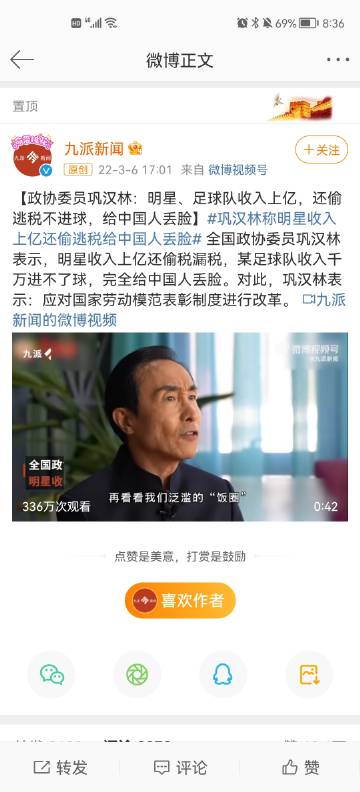 HD
69%
8:36
微博正文
置顶
九派新闻
+关注
原创 22-3-6 17:01 来自 微博视频号
【政协委员巩汉林：明星、足球队收入上亿，还偷
逃税不进球，给中国人丢脸】#巩汉林称明星收入
上亿还偷逃税给中国人丢脸# 全国政协委员巩汉林
表示，明星收入上亿还偷税漏税，某足球队收入千
万进不了球，完全给中国人丢脸。对此，巩汉林表
示：应对国家劳动模范表彰制度进行改革。九派
新闻的微博视频
九派
微博视频号
@九派新闻
全国政
明星收
再看看我们泛滥的“饭圈”
336万次观看
0:42
点赞是美意，打赏是鼓励
喜欢作者
转发
评论
赞